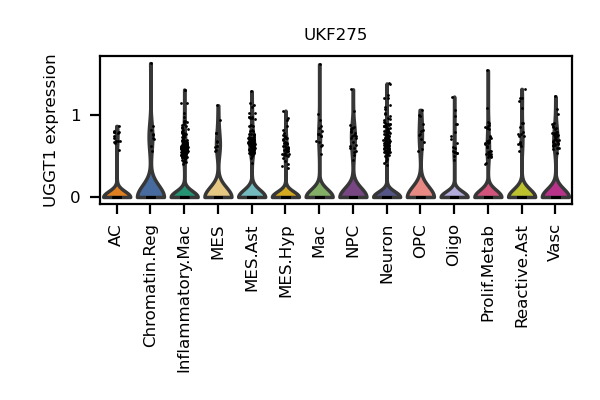 UKF275
UGGT1 expression
1
0
AC
Chromatin.Reg
Inflammatory.Mac
MES
MES.Ast
MES.Hyp
Mac
NPC
Neuron
OPC
Oligo
Prolif.Metab
Reactive.Ast
Vasc